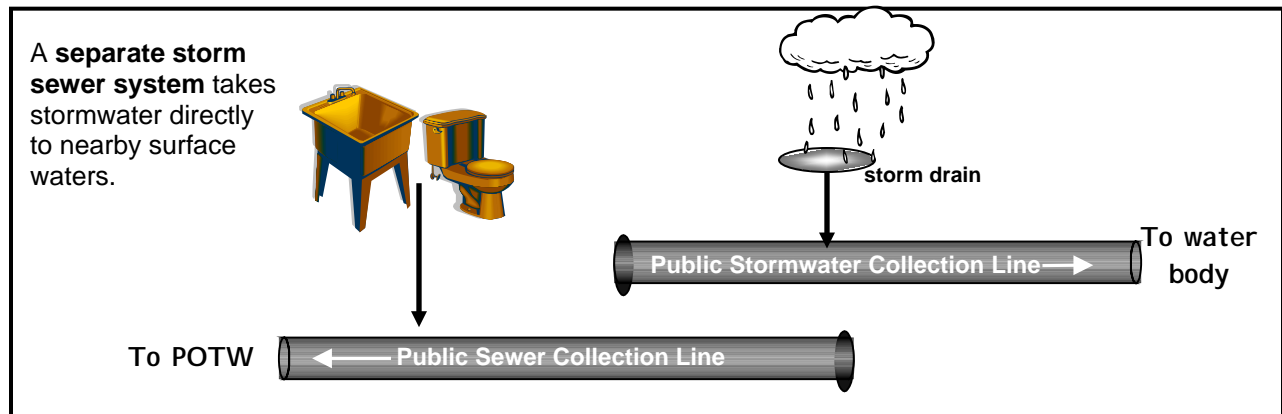 A separate storm
sewer system takes
stormwater directly
to nearby surface
waters.
storm drain
Public Stormwater Collection Line
To water
body
To POTW
Public Sewer Collection Line